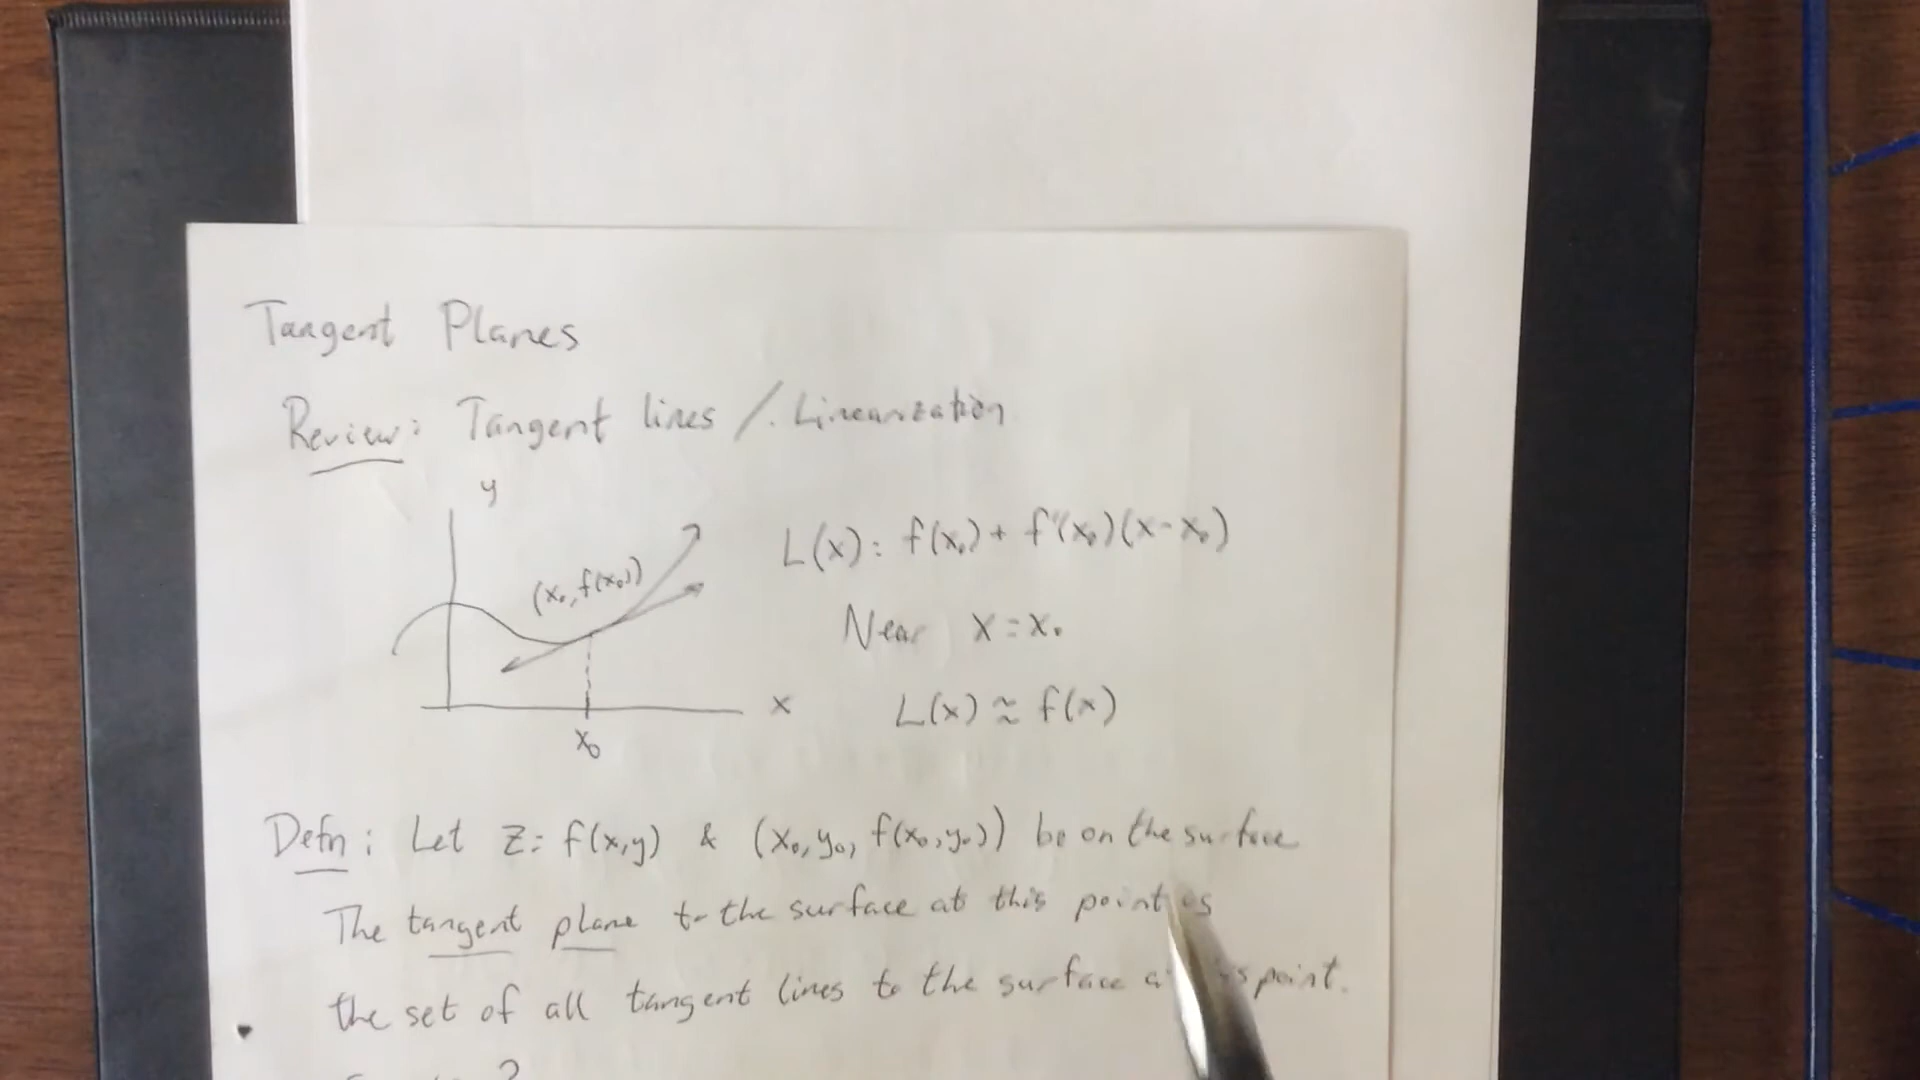 Tangent Planes
Review: Tangent lines / Linearization
y
(x₀, f(x₀))
L(x): f(x₀) + f'(x₀)(x - x₀)
Near x = x₀
x
L(x) ≈ f(x)
x₀
Defn: Let z = f(x,y) & (x₀, y₀, f(x₀,y₀)) be on the surface
The tangent plane to the surface at this point is
the set of all tangent lines to the surface point.